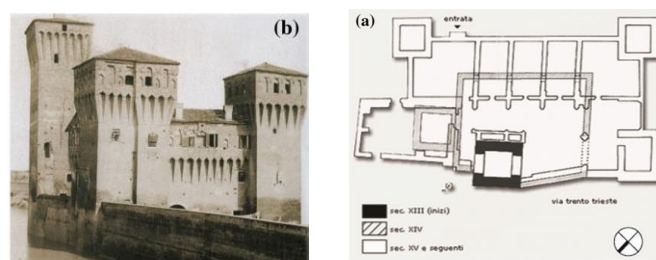 (b)
(a)
entrata
via trento trieste
sec. XIII (inizi)
sec. XIV
sec. XV e seguenti